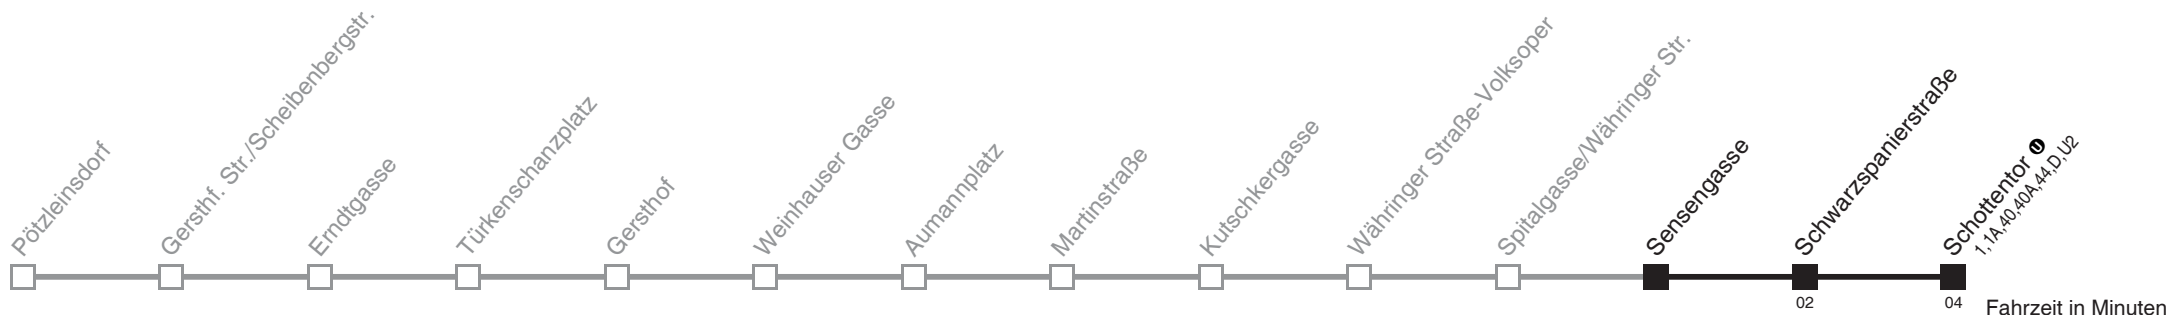 Pötzleinsdorf
Gersthf. Str./Scheibenbergstr.
Erndtgasse
Türkenschanzplatz
Gersthof
Weinhauser Gasse
Aumannplatz
Martinstraße
Kutschkergasse
Währinger Straße-Volksoper
Spitalgasse/Währinger Str.
Sensengasse
Schwarzspanierstraße
Schottentor U
1,1A,40,40A,44,D,U2
02
04
Fahrzeit in Minuten